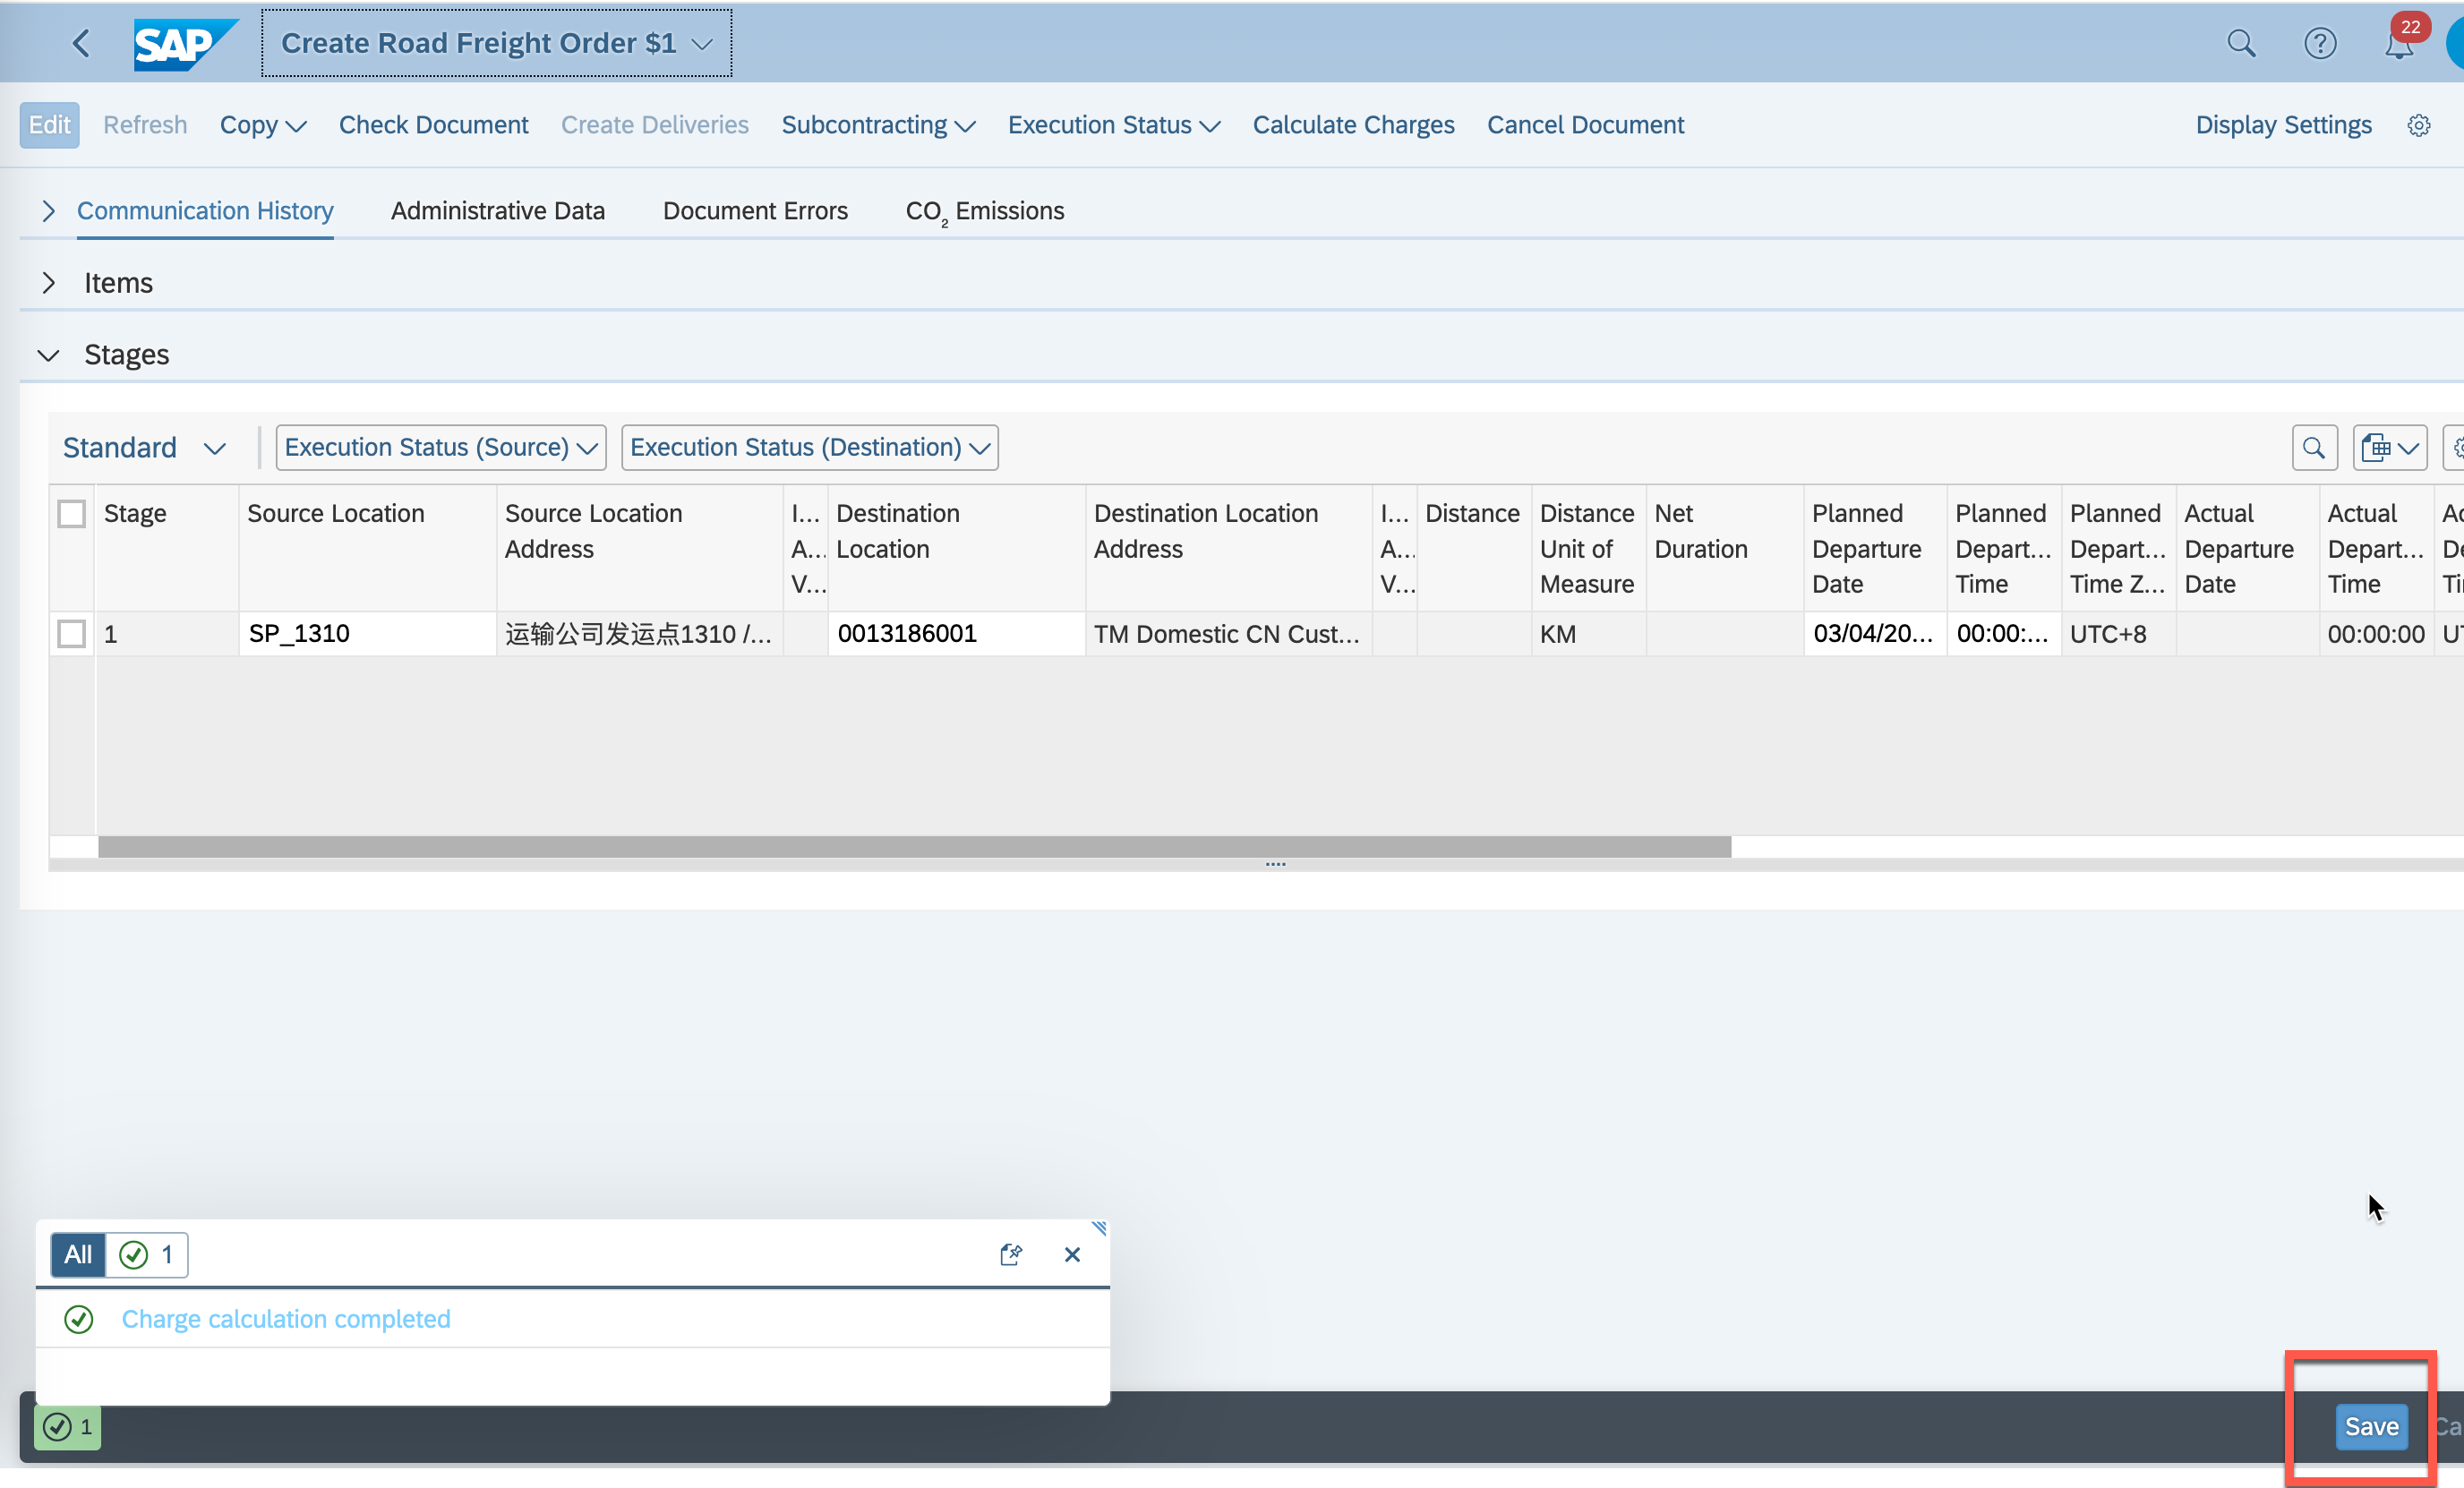 SAP Create Road Freight Order $1 22
Edit Refresh Copy Check Document Create Deliveries Subcontracting Execution Status Calculate Charges Cancel Document Display Settings
Communication History Administrative Data Document Errors CO2 Emissions
Items
Stages
Standard Execution Status (Source) Execution Status (Destination)
Stage Source Location Source Location I... Destination Destination Location I... Distance Distance Net Planned Planned Planned Actual Actual
Address A... Location Address A... Unit of Duration Departure Depart... Depart... Departure Depart...
V... V... Measure Date Time Time Z... Date Time
1 SP_1310 运输公司发运点1310 /... 0013186001 TM Domestic CN Cust... KM 03/04/20... 00:00:... UTC+8 00:00:00
All 1
Charge calculation completed
1 Save